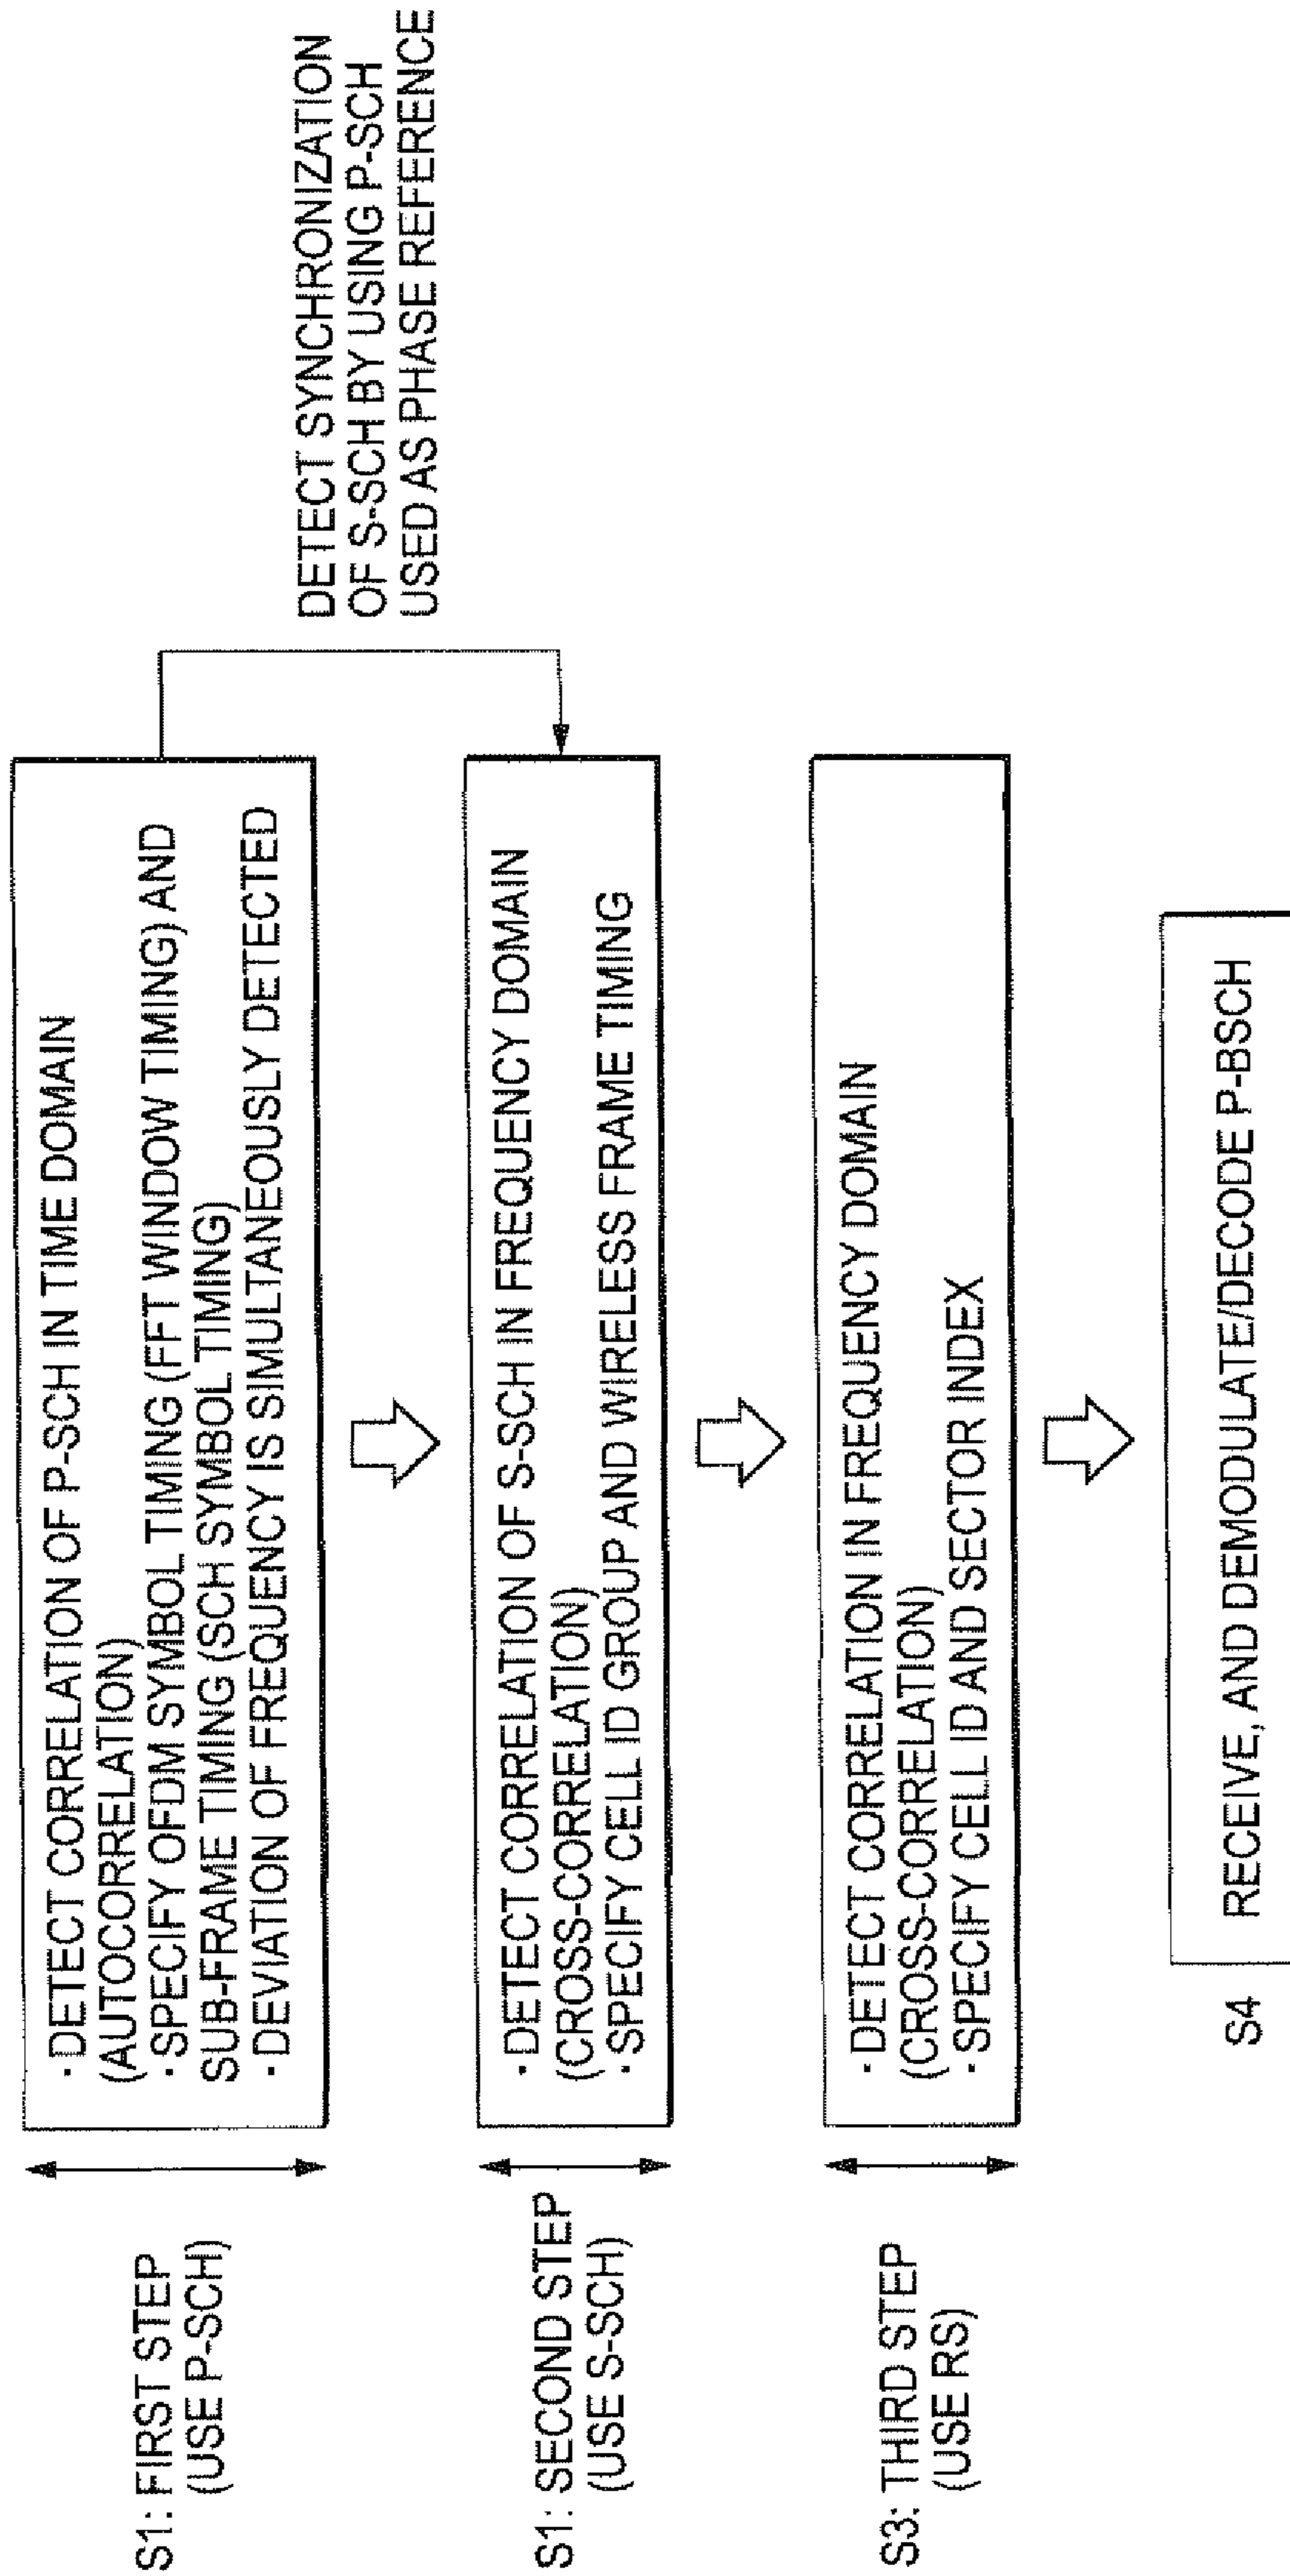 S1: FIRST STEP
(USE P-SCH)
· DETECT CORRELATION OF P-SCH IN TIME DOMAIN
(AUTOCORRELATION)
· SPECIFY OFDM SYMBOL TIMING (FFT WINDOW TIMING) AND
SUB-FRAME TIMING (SCH SYMBOL TIMING)
· DEVIATION OF FREQUENCY IS SIMULTANEOUSLY DETECTED
DETECT SYNCHRONIZATION
OF S-SCH BY USING P-SCH
USED AS PHASE REFERENCE
S1: SECOND STEP
(USE S-SCH)
· DETECT CORRELATION OF S-SCH IN FREQUENCY DOMAIN
(CROSS-CORRELATION)
· SPECIFY CELL ID GROUP AND WIRELESS FRAME TIMING
S3: THIRD STEP
(USE RS)
· DETECT CORRELATION IN FREQUENCY DOMAIN
(CROSS-CORRELATION)
· SPECIFY CELL ID AND SECTOR INDEX
S4
RECEIVE, AND DEMODULATE/DECODE P-BSCH